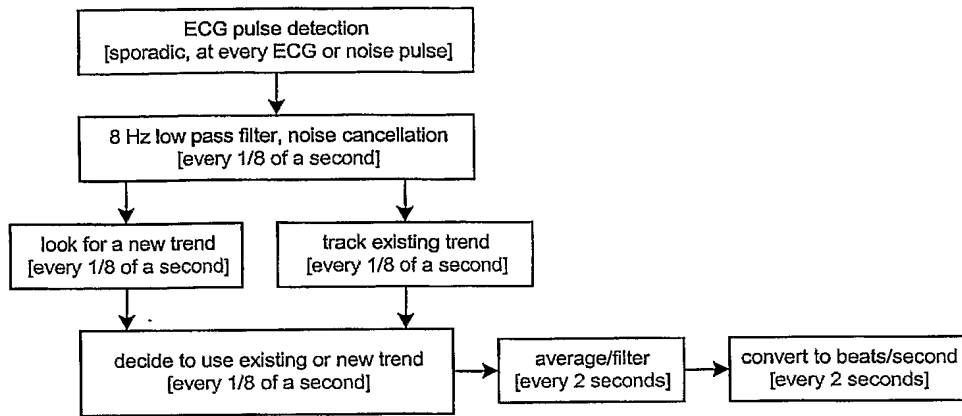 ECG pulse detection
[sporadic, at every ECG or noise pulse]
8 Hz low pass filter, noise cancellation
[every 1/8 of a second]
look for a new trend
[every 1/8 of a second]
track existing trend
[every 1/8 of a second]
decide to use existing or new trend
[every 1/8 of a second]
average/filter
[every 2 seconds]
convert to beats/second
[every 2 seconds]